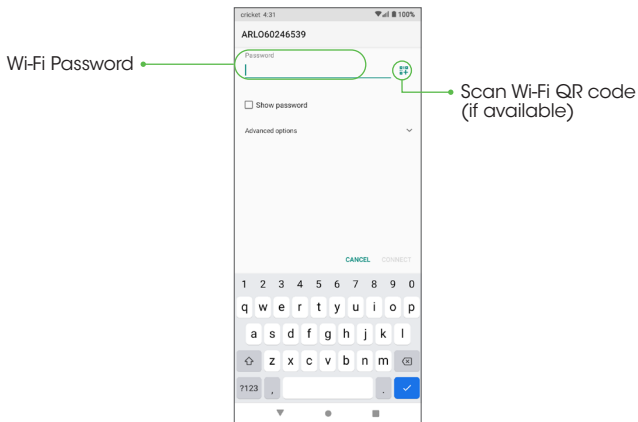 cricket 4:31 100%
ARLO60246539
Password
Wi-Fi Password
Scan Wi-Fi QR code
(if available)
Show password
Advanced options
CANCEL CONNECT
1 2 3 4 5 6 7 8 9 0
q w e r t y u i o p
a s d f g h j k l
z x c v b n m
?123 , .